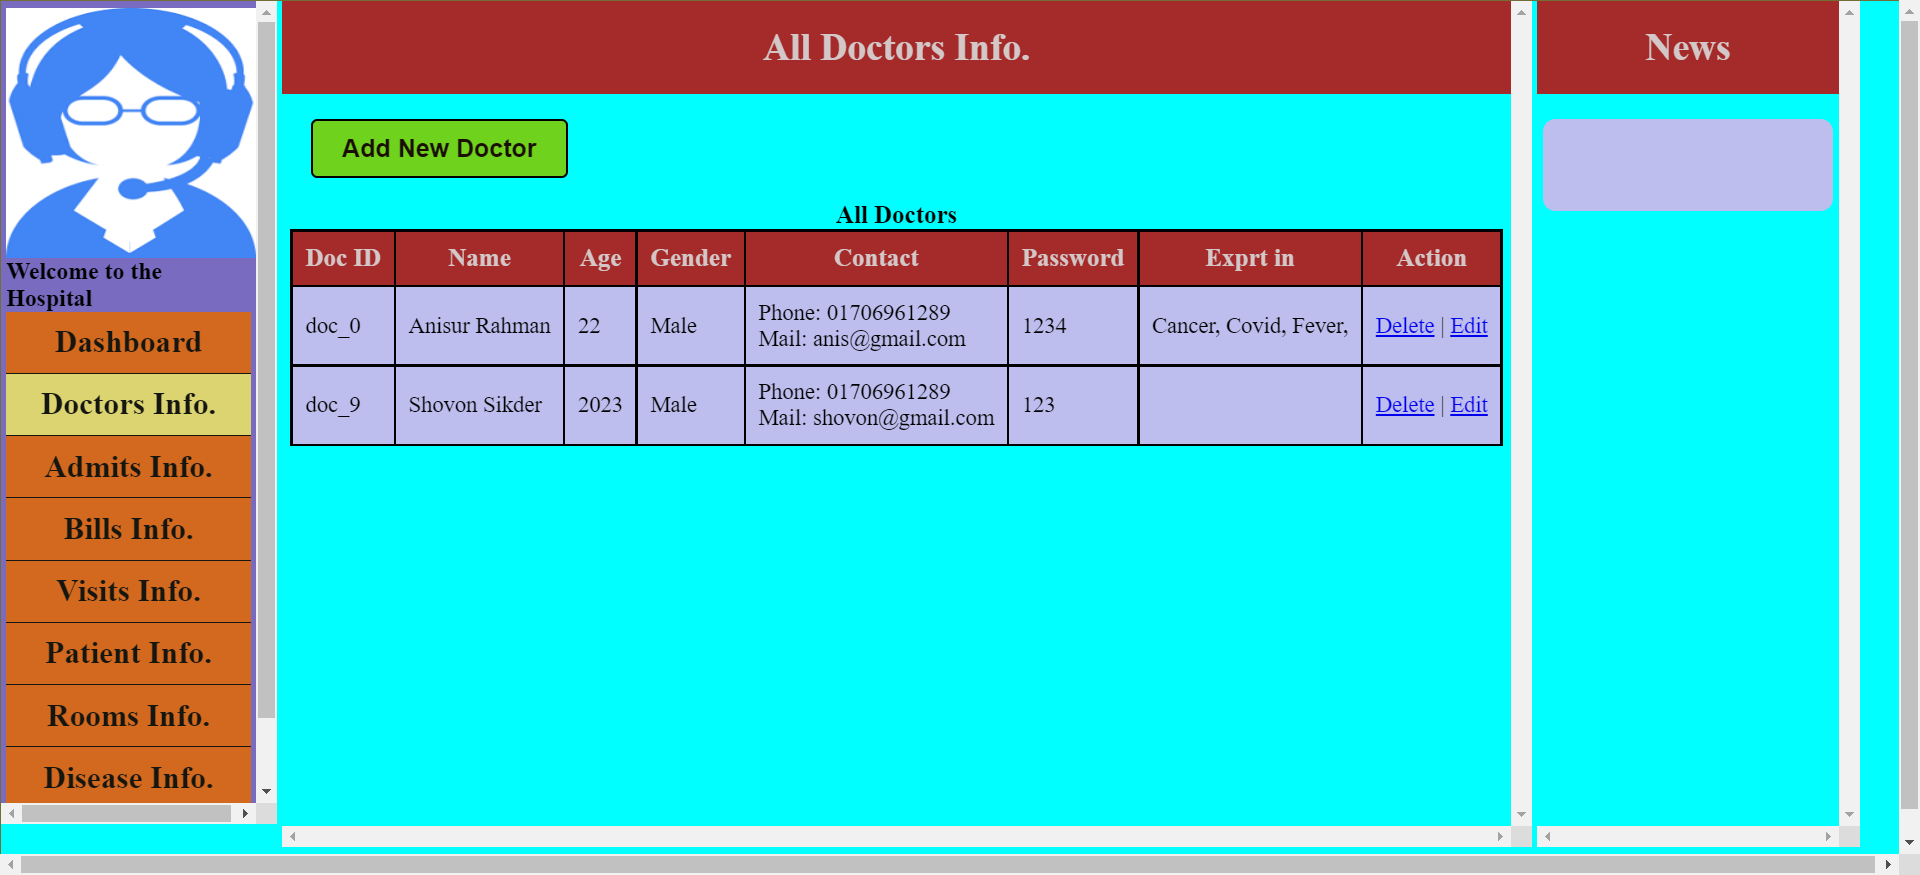 Welcome to the
Hospital
Dashboard
Doctors Info.
Admits Info.
Bills Info.
Visits Info.
Patient Info.
Rooms Info.
Disease Info.
All Doctors Info.
Add New Doctor
All Doctors
Doc ID Name Age Gender Contact Password Exprt in Action
doc_0 Anisur Rahman 22 Male Phone: 01706961289 1234 Cancer, Covid, Fever, Delete | Edit
Mail: anis@gmail.com
doc_9 Shovon Sikder 2023 Male Phone: 01706961289 123 Delete | Edit
Mail: shovon@gmail.com
News